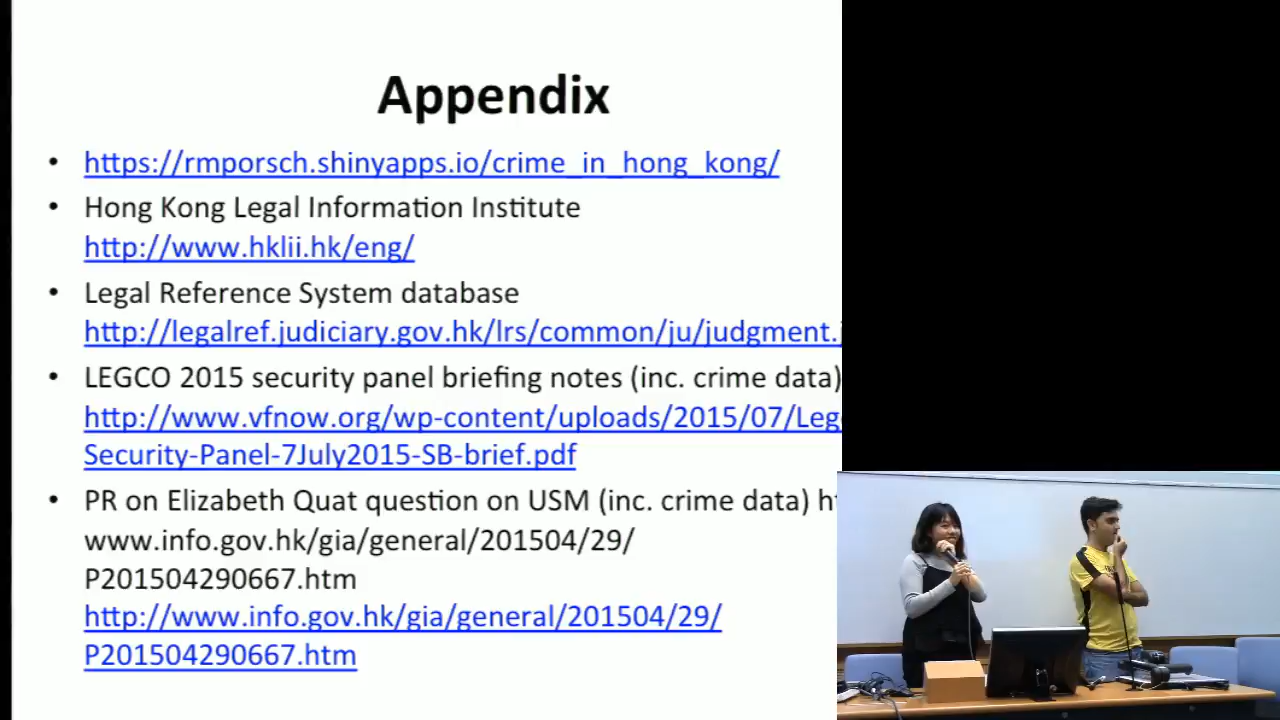 Appendix
• https://rmporsch.shinyapps.io/crime_in_hong_kong/
• Hong Kong Legal Information Institute
http://www.hklii.hk/eng/
• Legal Reference System database
http://legalref.judiciary.gov.hk/lrs/common/ju/judgment.
• LEGCO 2015 security panel briefing notes (inc. crime data)
http://www.vfnow.org/wp-content/uploads/2015/07/Leg
Security-Panel-7July2015-SB-brief.pdf
• PR on Elizabeth Quat question on USM (inc. crime data)
www.info.gov.hk/gia/general/201504/29/
P201504290667.htm
http://www.info.gov.hk/gia/general/201504/29/
P201504290667.htm